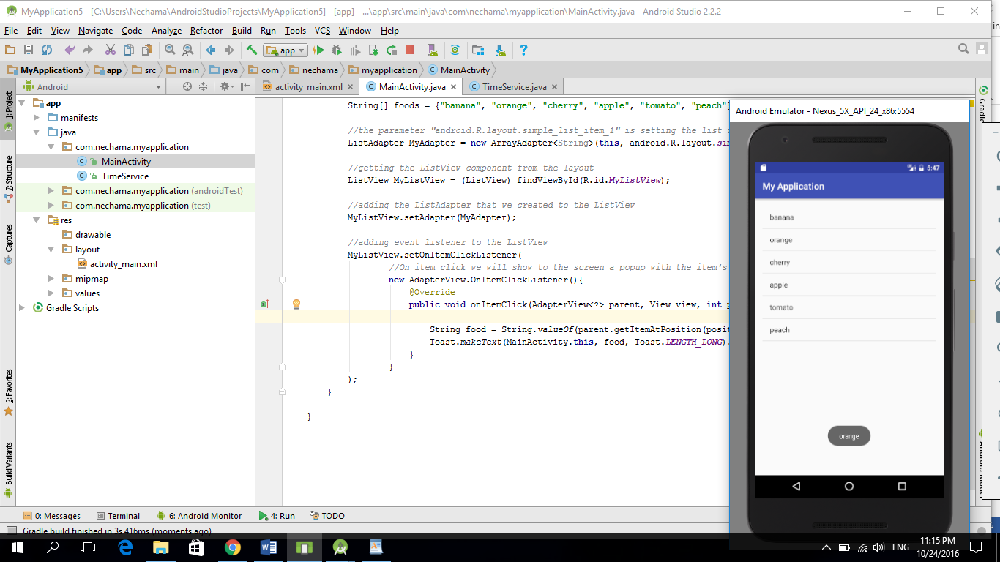 MyApplication5 - [C:\Users\Nechama\AndroidStudioProjects\MyApplication5] - [app] - ...\app\src\main\java\com\nechama\myapplication\MainActivity.java - Android Studio 2.2.2
File Edit View Navigate Code Analyze Refactor Build Run Tools VCS Window Help
app
MyApplication5 app src main java com nechama myapplication MainActivity
Android
activity_main.xml MainActivity.java TimeService.java
1: Project
7: Structure
Captures
2: Favorites
Build Variants
app
manifests
java
com.nechama.myapplication
MainActivity
TimeService
com.nechama.myapplication (androidTest)
com.nechama.myapplication (test)
res
drawable
layout
activity_main.xml
mipmap
values
Gradle Scripts
String[] foods = {"banana", "orange", "cherry", "apple", "tomato", "peach"
//the parameter "android.R.layout.simple_list_item_1" is setting the list
ListAdapter MyAdapter = new ArrayAdapter<String>(this, android.R.layout.sim
//getting the ListView component from the layout
ListView MyListView = (ListView) findViewById(R.id.MyListView);
//adding the ListAdapter that we created to the ListView
MyListView.setAdapter(MyAdapter);
//adding event listener to the ListView
MyListView.setOnItemClickListener(
//On item click we will show to the screen a popup with the item's
new AdapterView.OnItemClickListener(){
@Override
public void onItemClick(AdapterView<?> parent, View view, int p
String food = String.valueOf(parent.getItemAtPosition(posit
Toast.makeText(MainActivity.this, food, Toast.LENGTH_LONG)
}
}
);
}
}
Android Emulator - Nexus_5X_API_24_x86:5554
5:47
My Application
banana
orange
cherry
apple
tomato
peach
orange
0: Messages Terminal 6: Android Monitor 4: Run TODO
Gradle build finished in 3s 416ms (moments ago)
ENG
11:15 PM
10/24/2016